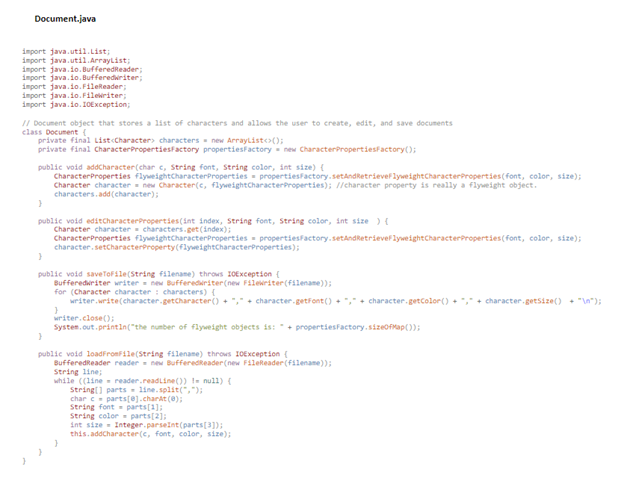 Document.java
import java.util.List;
import java.util.ArrayList;
import java.io.BufferedReader;
import java.io.BufferedWriter;
import java.io.FileReader;
import java.io.FileWriter;
import java.io.IOException;
// Document object that stores a list of characters and allows the user to create, edit, and save documents
class Document {
    private final List<Character> characters = new ArrayList<>();
    private final CharacterPropertiesFactory propertiesFactory = new CharacterPropertiesFactory();
    public void addCharacter(char c, String font, String color, int size) {
        CharacterProperties flyweightCharacterProperties = propertiesFactory.setAndRetrieveFlyweightCharacterProperties(font, color, size);
        Character character = new Character(c, flyweightCharacterProperties); //character property is really a flyweight object.
        characters.add(character);
    }
    public void editCharacterProperties(int index, String font, String color, int size  ) {
        Character character = characters.get(index);
        CharacterProperties flyweightCharacterProperties = propertiesFactory.setAndRetrieveFlyweightCharacterProperties(font, color, size);
        character.setCharacterProperty(flyweightCharacterProperties);
    }
    public void saveToFile(String filename) throws IOException {
        BufferedWriter writer = new BufferedWriter(new FileWriter(filename));
        for (Character character : characters) {
            writer.write(character.getCharacter() + "," + character.getFont() + "," + character.getColor() + "," + character.getSize()  + "\n");
        }
        writer.close();
        System.out.println("the number of flyweight objects is: " + propertiesFactory.sizeOfMap());
    }
    public void loadFromFile(String filename) throws IOException {
        BufferedReader reader = new BufferedReader(new FileReader(filename));
        String line;
        while ((line = reader.readLine()) != null) {
            String[] parts = line.split(",");
            char c = parts[0].charAt(0);
            String font = parts[1];
            String color = parts[2];
            int size = Integer.parseInt(parts[3]);
            this.addCharacter(c, font, color, size);
        }
    }
}